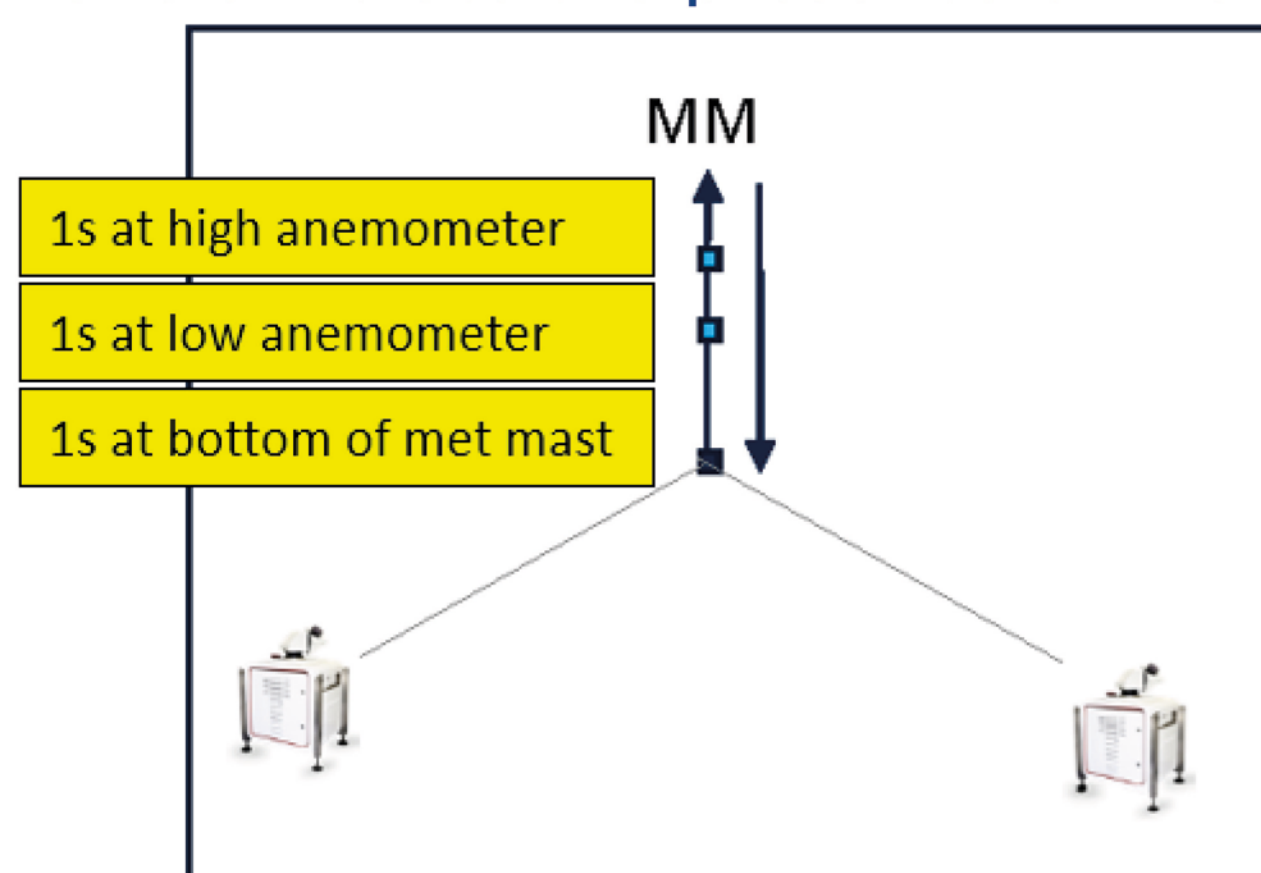 MM
1s at high anemometer
1s at low anemometer
1s at bottom of met mast